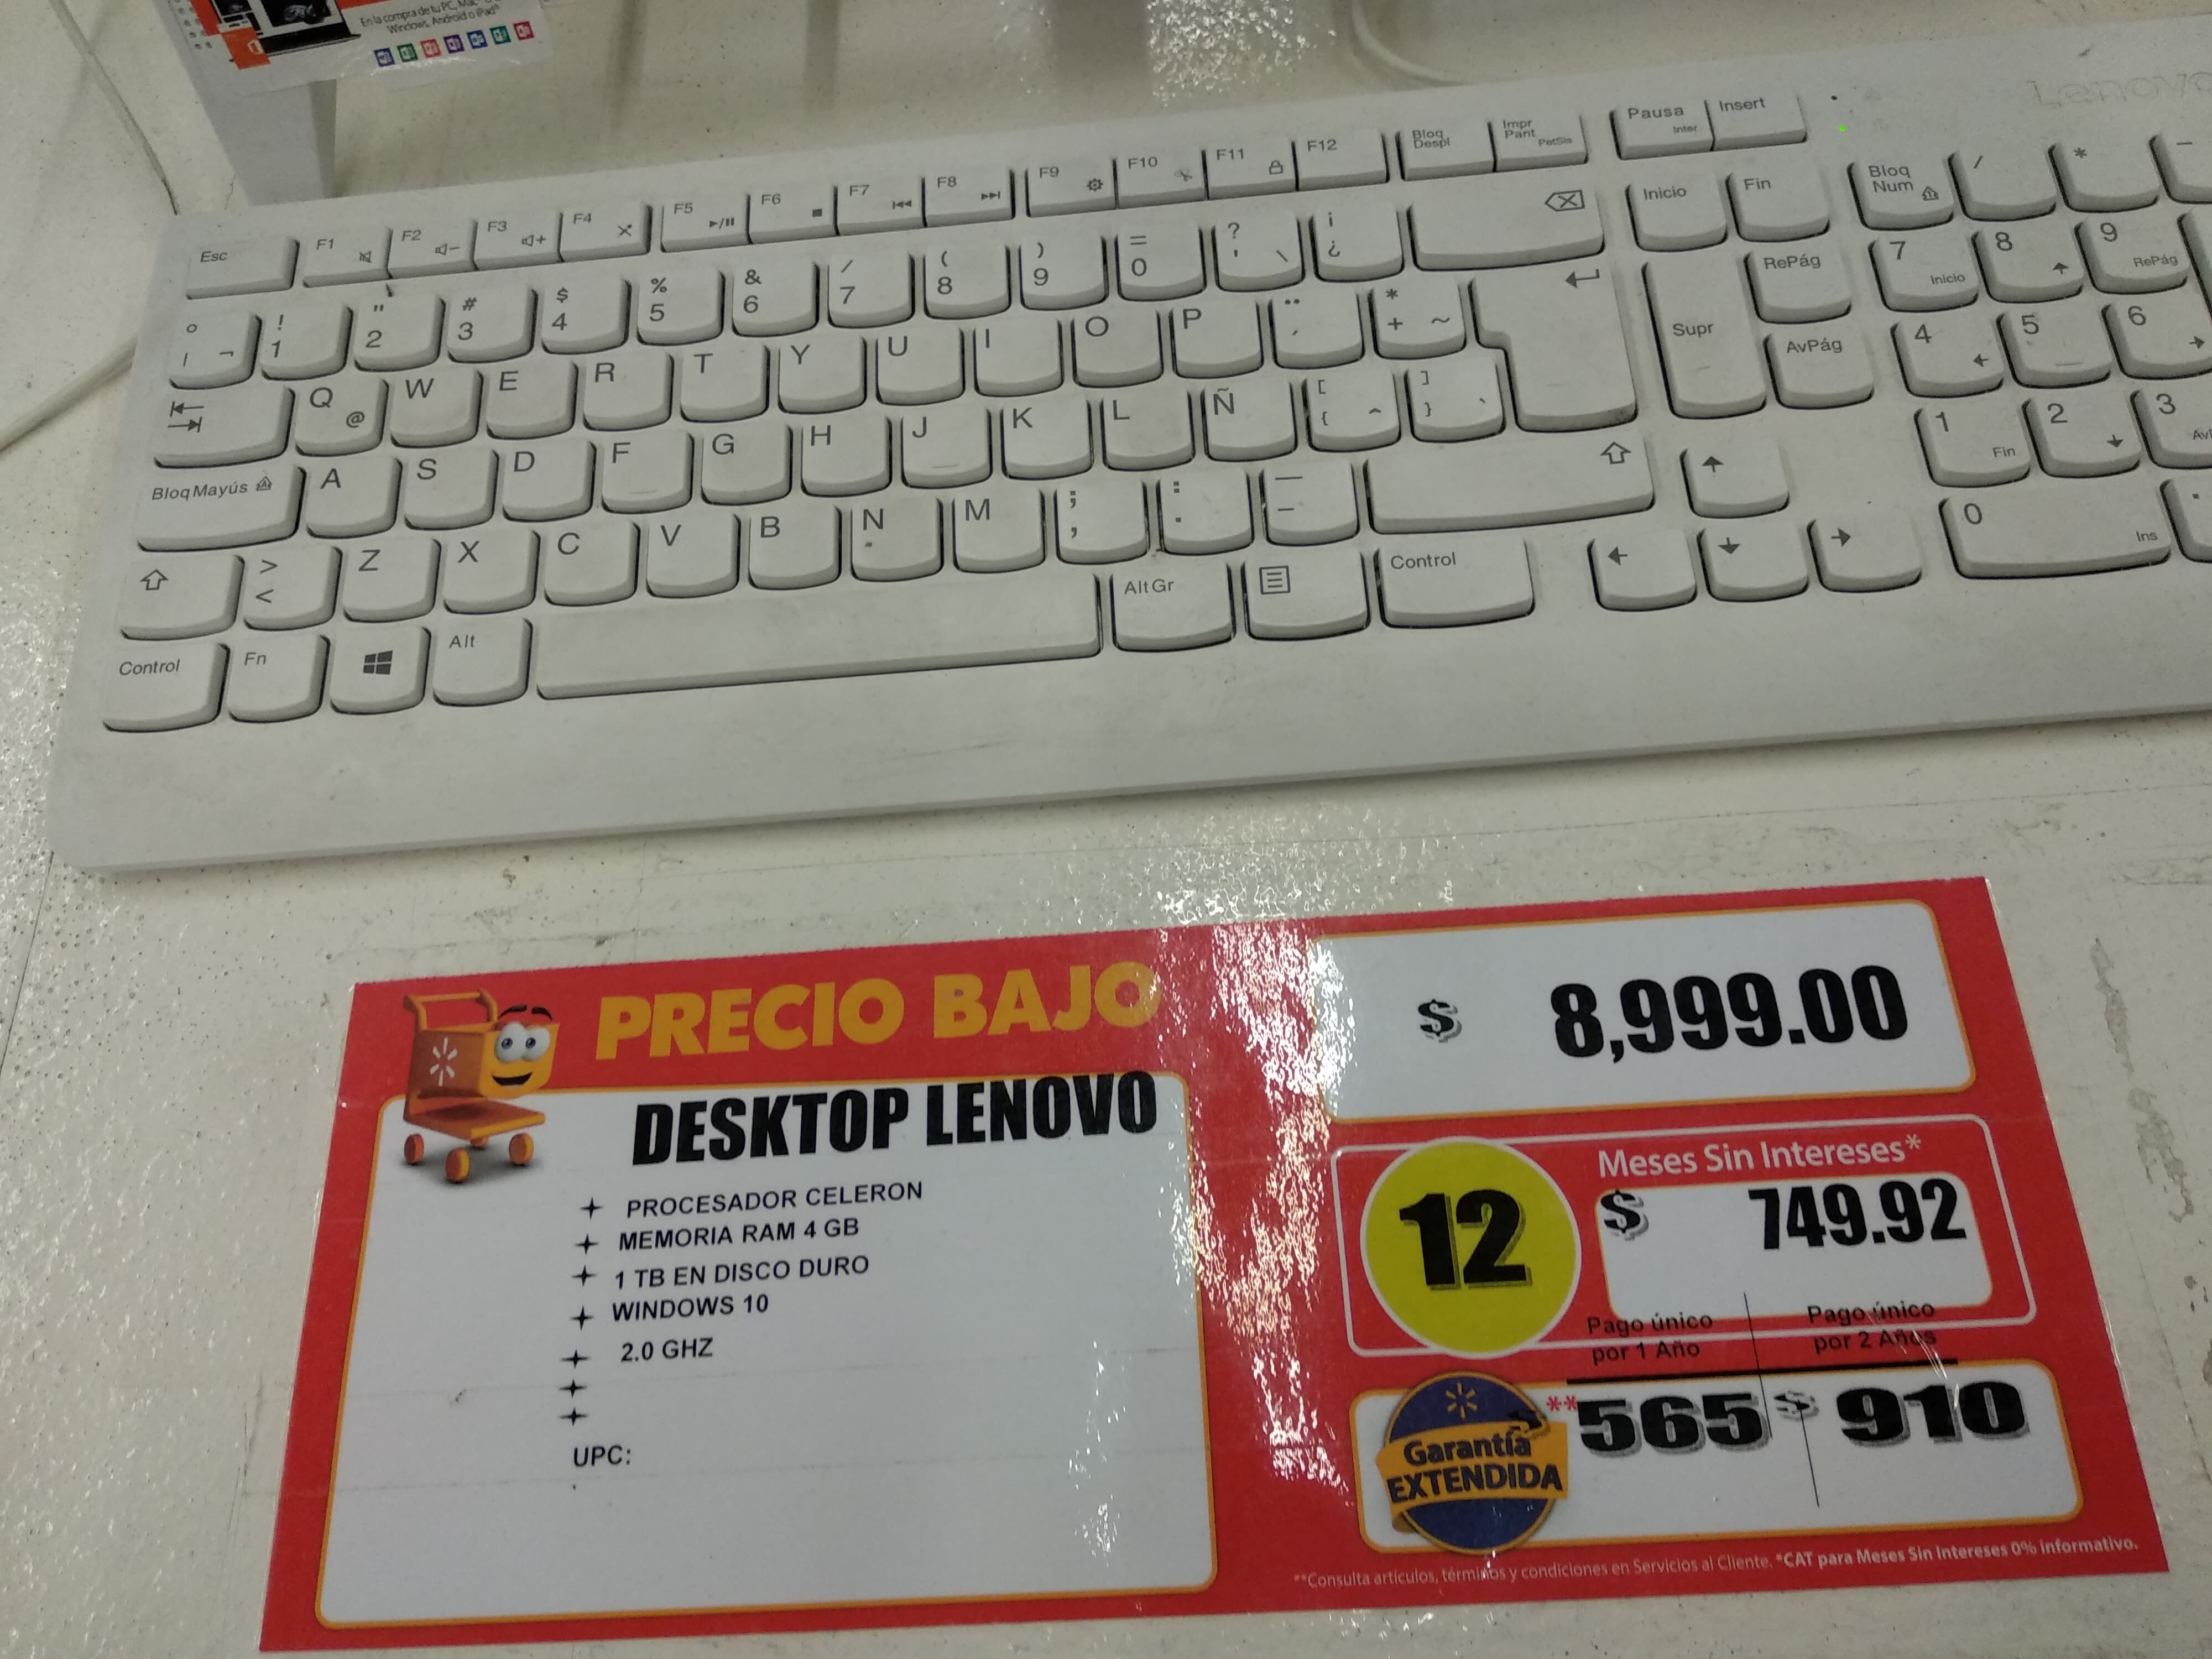 En la compra de tu PC, Mac
Windows, Android o iPad
Lenovo
Esc F1 F2 F3 F4 F5 F6 F7 F8 F9 F10 F11 F12 Bloq Despl Impr Pant PetSis Pausa Inter Insert
° | ¬ ! 1 " 2 # 3 $ 4 % 5 & 6 / 7 ( 8 ) 9 = 0 ? ' \ ¡ ¿ Inicio Fin Bloq Num / * -
Q @ W E R T Y U I O P ¨ ´ * + ~ Supr RePág 7 Inicio 8 9 RePág
Bloq Mayús A S D F G H J K L Ñ [ { ^ ] } ` AvPág 4 5 6
> < Z X C V B N M ; , : . _ - 1 Fin 2 3
Control Fn Alt Alt Gr Control 0 Ins .
PRECIO BAJO
DESKTOP LENOVO
PROCESADOR CELERON
MEMORIA RAM 4 GB
1 TB EN DISCO DURO
WINDOWS 10
2.0 GHZ
UPC:
$ 8,999.00
12 Meses Sin Intereses*
$ 749.92
Pago único por 1 Año
Pago único por 2 Años
Garantía EXTENDIDA
**565 $ 910
**Consulta artículos, términos y condiciones en Servicios al Cliente. *CAT para Meses Sin Intereses 0% informativo.